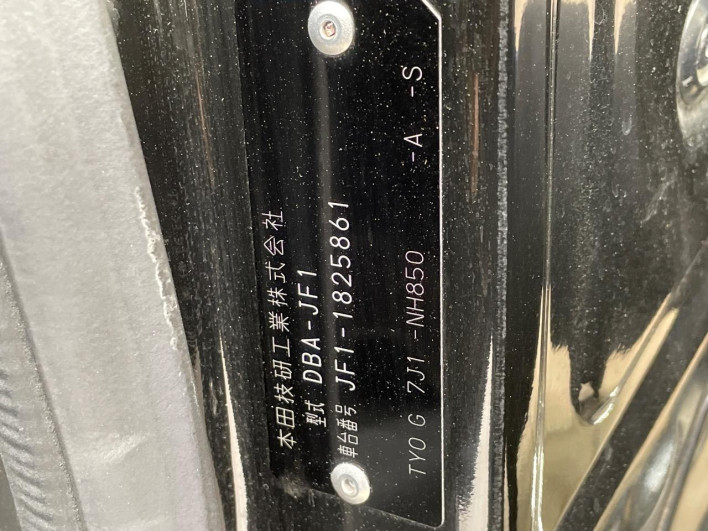 本田技研工業株式会社
型式 DBA-JF1
車台番号 JF1-1825861
TYO G 7J1 -NH850 -A -S